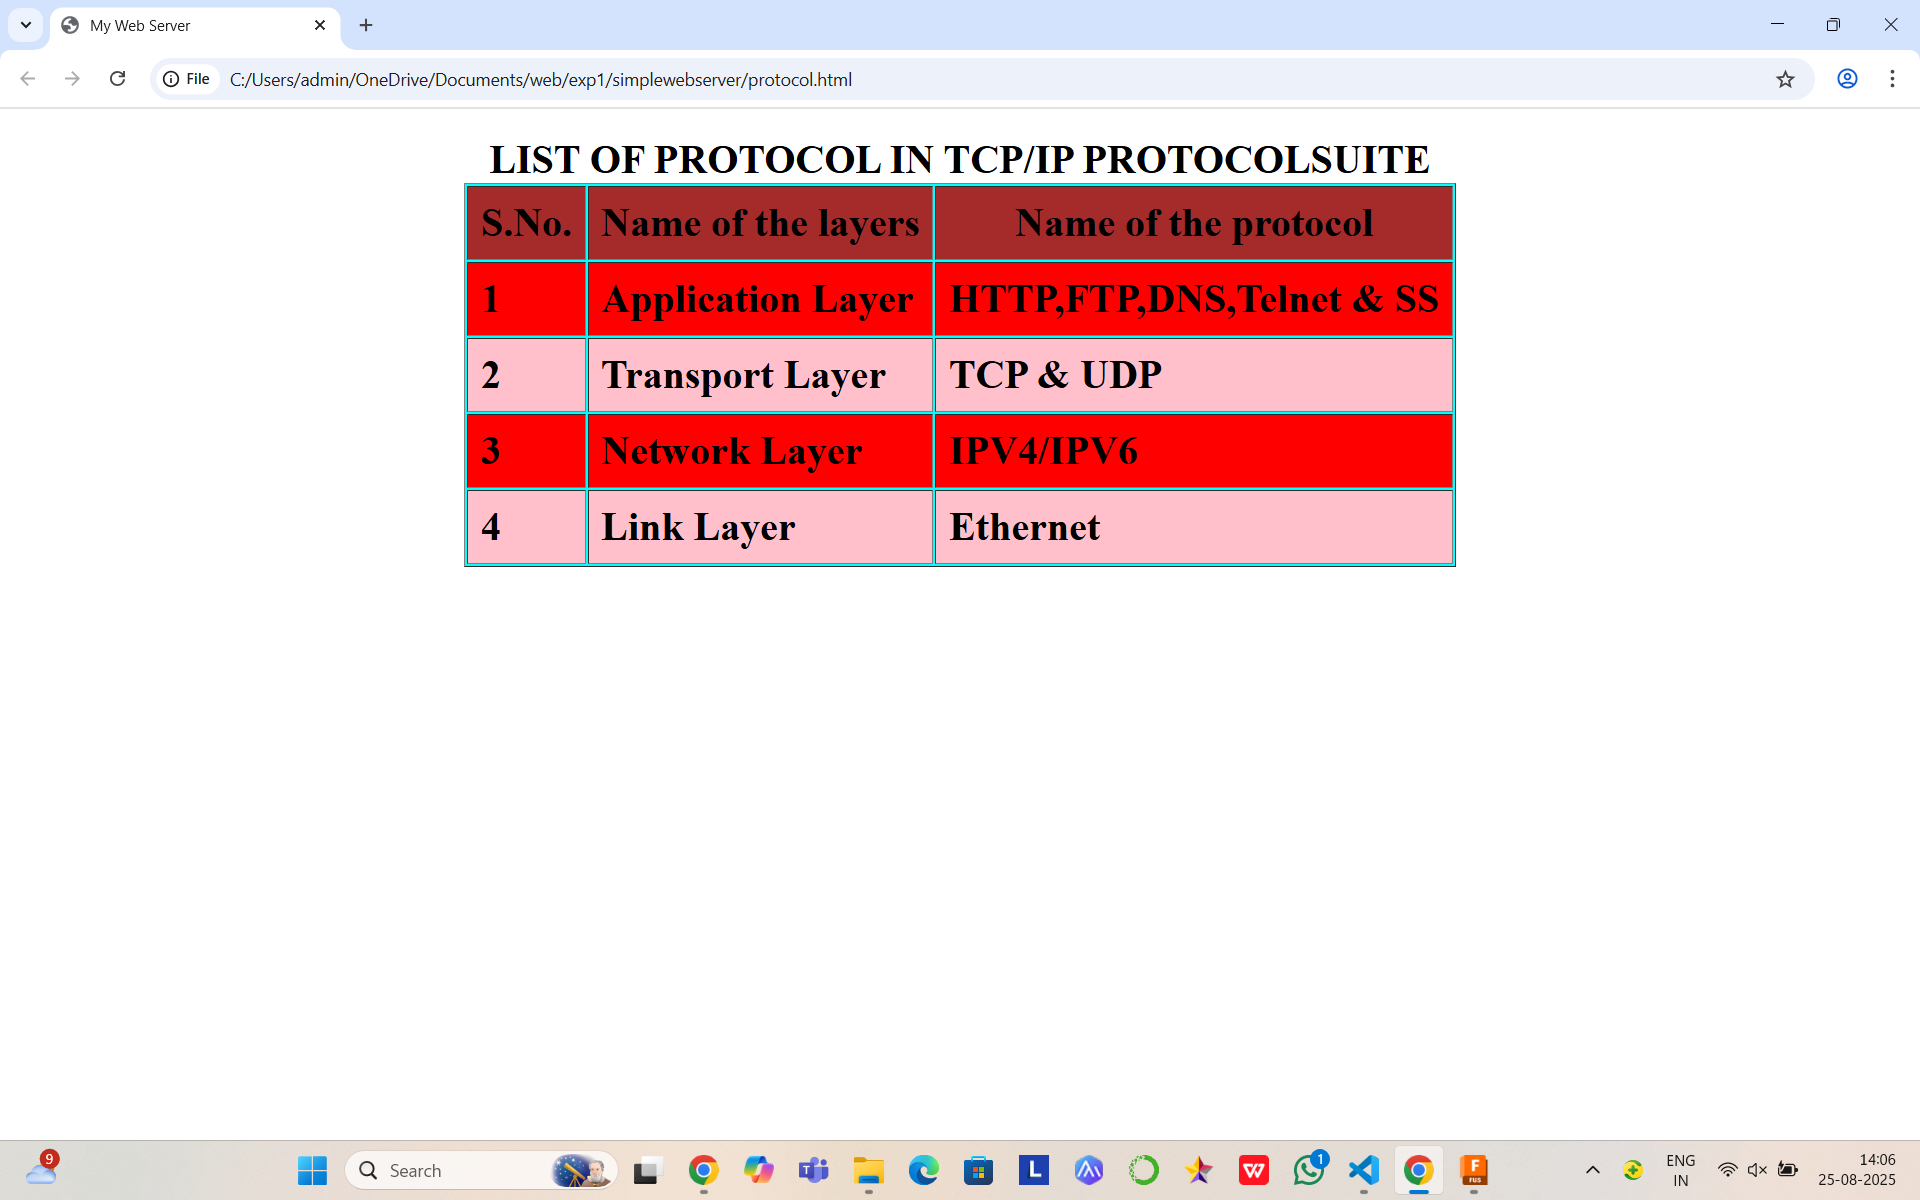 My Web Server
File C:/Users/admin/OneDrive/Documents/web/exp1/simplewebserver/protocol.html
LIST OF PROTOCOL IN TCP/IP PROTOCOLSUITE
S.No. Name of the layers Name of the protocol
1 Application Layer HTTP,FTP,DNS,Telnet & SS
2 Transport Layer TCP & UDP
3 Network Layer IPV4/IPV6
4 Link Layer Ethernet
9 Search T L W 1 F FUS ENG 14:06
IN 25-08-2025